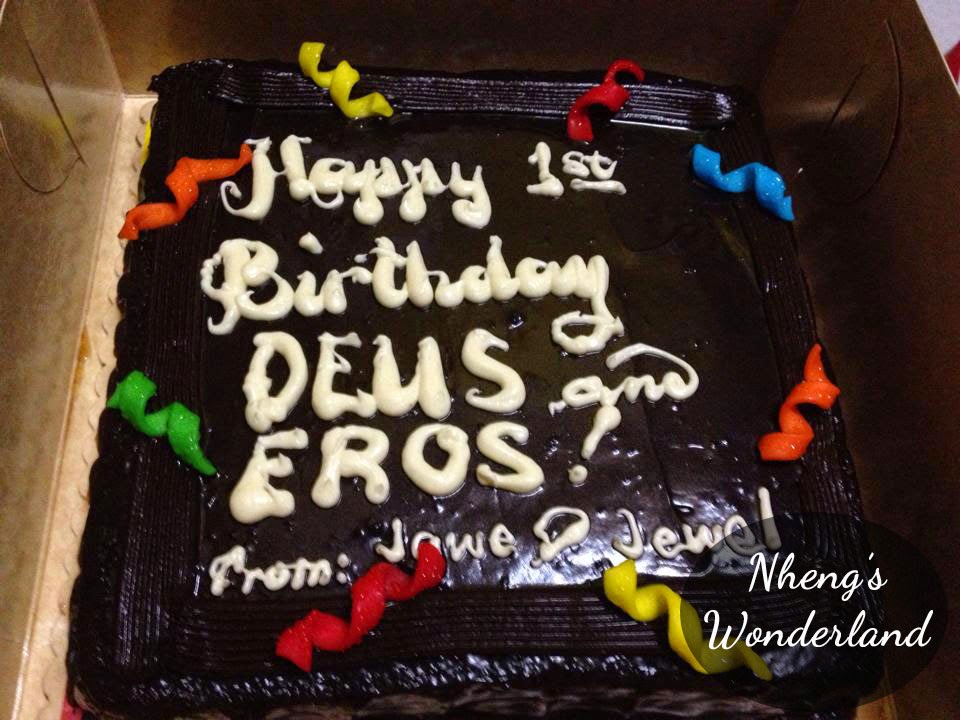 Happy 1st
Birthday
DEUS and
EROS!
From: Jowe & Jewel
Nheng's
Wonderland